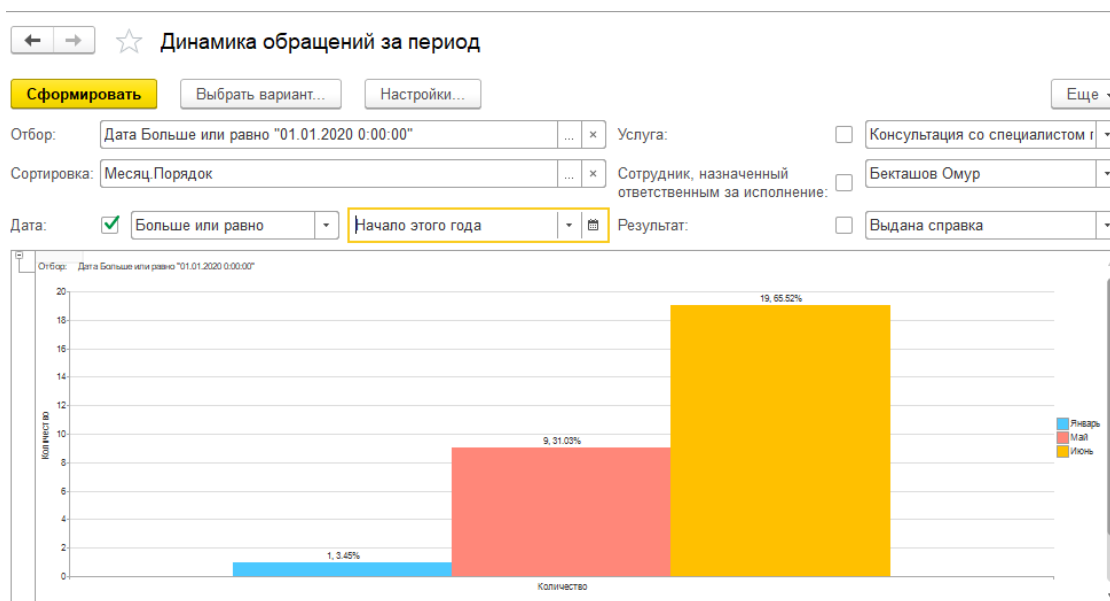 Динамика обращений за период
Сформировать
Выбрать вариант...
Настройки...
Еще
Отбор:
Дата Больше или равно "01.01.2020 0:00:00"
...
×
Услуга:
Консультация со специалистом г
Сортировка:
Месяц.Порядок
...
×
Сотрудник, назначенный
ответственным за исполнение:
Бекташов Омур
Дата:
Больше или равно
Начало этого года
Результат:
Выдана справка
Отбор: Дата Больше или равно "01.01.2020 0:00:00"
20
18
16
14
12
10
8
6
4
2
0
Количество
1, 3.45%
9, 31.03%
19, 65.52%
Количество
Январь
Май
Июнь